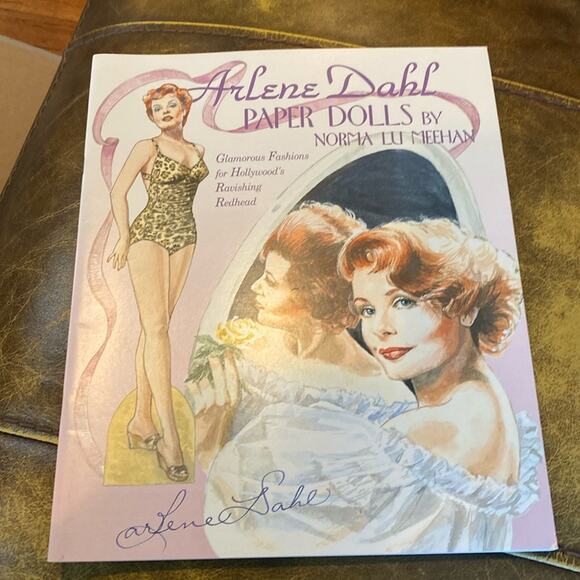 Arlene Dahl
PAPER DOLLS BY
NORMA LU MEEHAN
Glamorous Fashions
for Hollywood's
Ravishing
Redhead
arlene Dahl